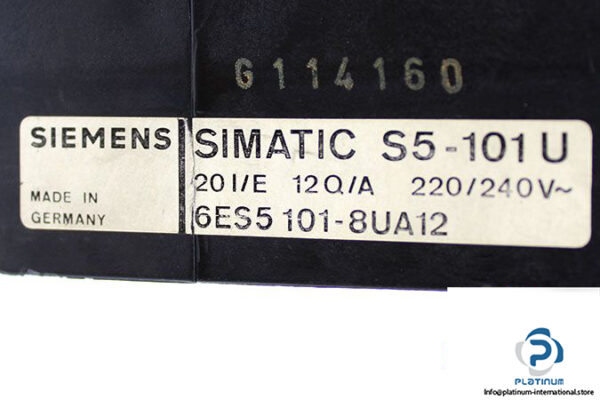 G114160
SIEMENS
SIMATIC S5-101 U
20 I/E 12 Q/A 220/240V~
MADE IN
GERMANY
6ES5 101-8UA12
PLATINUM
Info@platinum-international.store